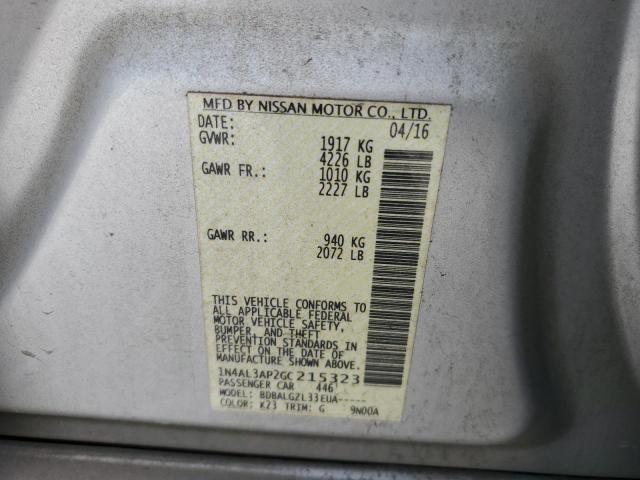 MFD BY NISSAN MOTOR CO., LTD.
DATE: 04/16
GVWR: 1917 KG
4226 LB
GAWR FR.: 1010 KG
2227 LB
GAWR RR.: 940 KG
2072 LB
THIS VEHICLE CONFORMS TO
ALL APPLICABLE FEDERAL
MOTOR VEHICLE SAFETY,
BUMPER, AND THEFT
PREVENTION STANDARDS IN
EFFECT ON THE DATE OF
MANUFACTURE SHOWN ABOVE.
1N4AL3AP2GC215323
PASSENGER CAR 446
MODEL: BDBALGZL33EUA-----
COLOR: K23 TRIM: G 9N00A